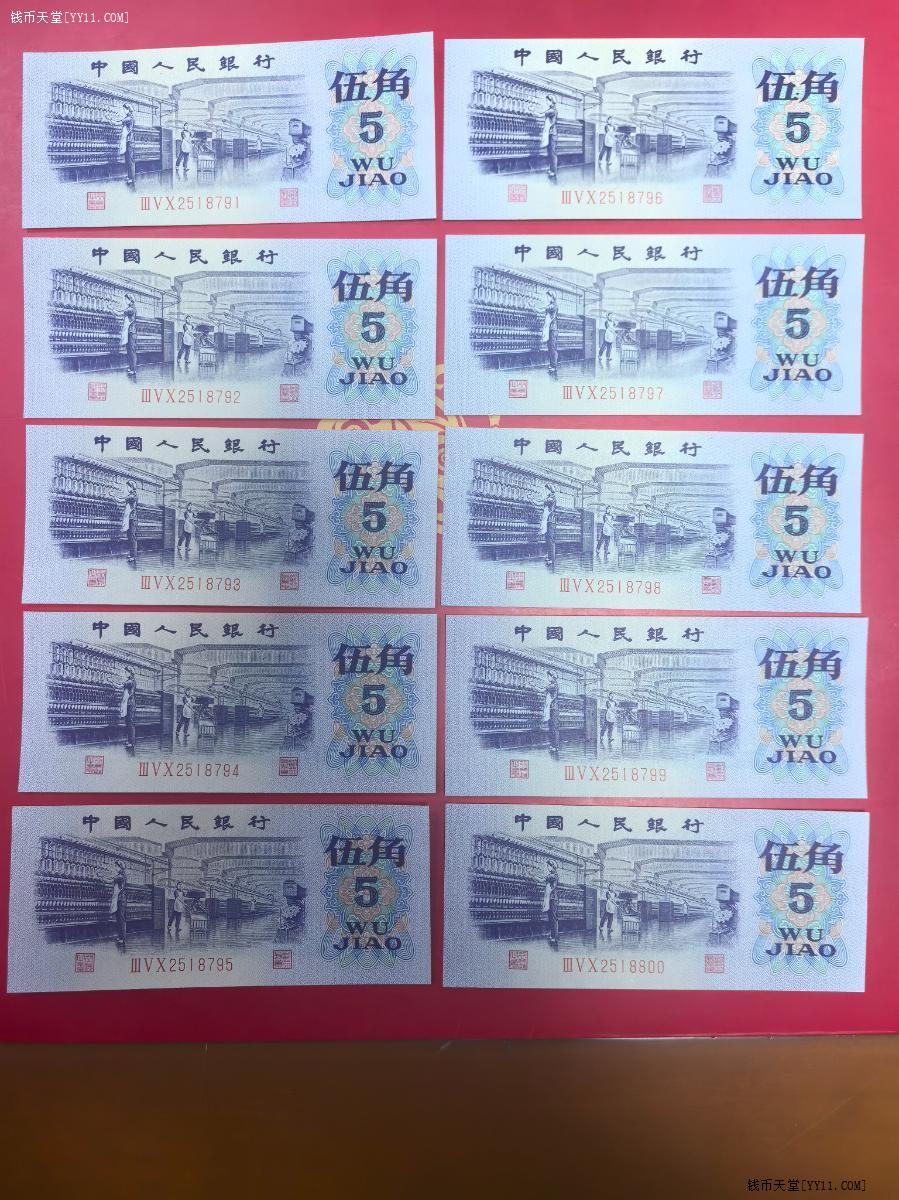 钱币天堂[YY11.COM]
中國人民銀行
伍角
5
WU
JIAO
ⅢⅤⅩ2518791
中國人民銀行
伍角
5
WU
JIAO
ⅢⅤⅩ2518796
中國人民銀行
伍角
5
WU
JIAO
ⅢⅤⅩ2518792
中國人民銀行
伍角
5
WU
JIAO
ⅢⅤⅩ2518797
中國人民銀行
伍角
5
WU
JIAO
ⅢⅤⅩ2518793
中國人民銀行
伍角
5
WU
JIAO
ⅢⅤⅩ2518798
中國人民銀行
伍角
5
WU
JIAO
ⅢⅤⅩ2518794
中國人民銀行
伍角
5
WU
JIAO
ⅢⅤⅩ2518799
中國人民銀行
伍角
5
WU
JIAO
ⅢⅤⅩ2518795
中國人民銀行
伍角
5
WU
JIAO
ⅢⅤⅩ2518800
钱币天堂[YY11.COM]